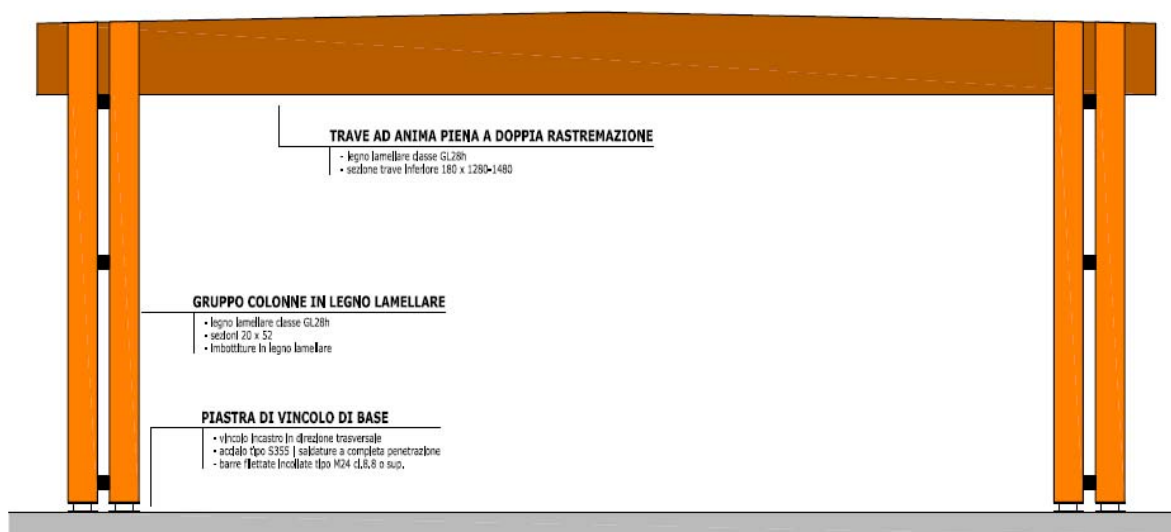 TRAVE AD ANIMA PIENA A DOPPIA RASTREMAZIONE
- legno lamellare classe GL28h
• sezione trave inferiore 180 x 1280-1480
GRUPPO COLONNE IN LEGNO LAMELLARE
• legno lamellare classe GL28h
• sezioni 20 x 52
• imbottiture in legno lamellare
PIASTRA DI VINCOLO DI BASE
• vincolo incastro in direzione trasversale
• acciaio tipo S355 | saldature a completa penetrazione
- barre filettate incollate tipo M24 cl.8.8 o sup.